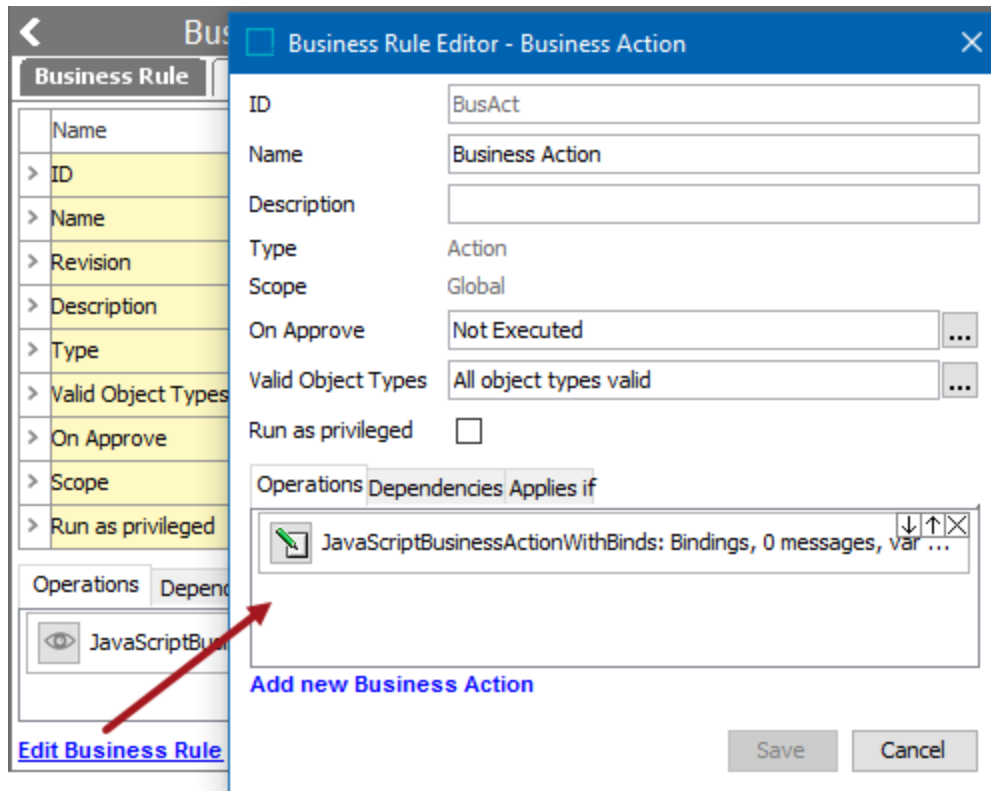 Bus
Business Rule
Name
ID
Name
Revision
Description
Type
Valid Object Types
On Approve
Scope
Run as privileged
Operations
JavaScriptBusi
Edit Business Rule
Business Rule Editor - Business Action
ID BusAct
Name Business Action
Description
Type Action
Scope Global
On Approve Not Executed ...
Valid Object Types All object types valid ...
Run as privileged
Operations Dependencies Applies if
JavaScriptBusinessActionWithBinds: Bindings, 0 messages, var ...
Add new Business Action
Save Cancel